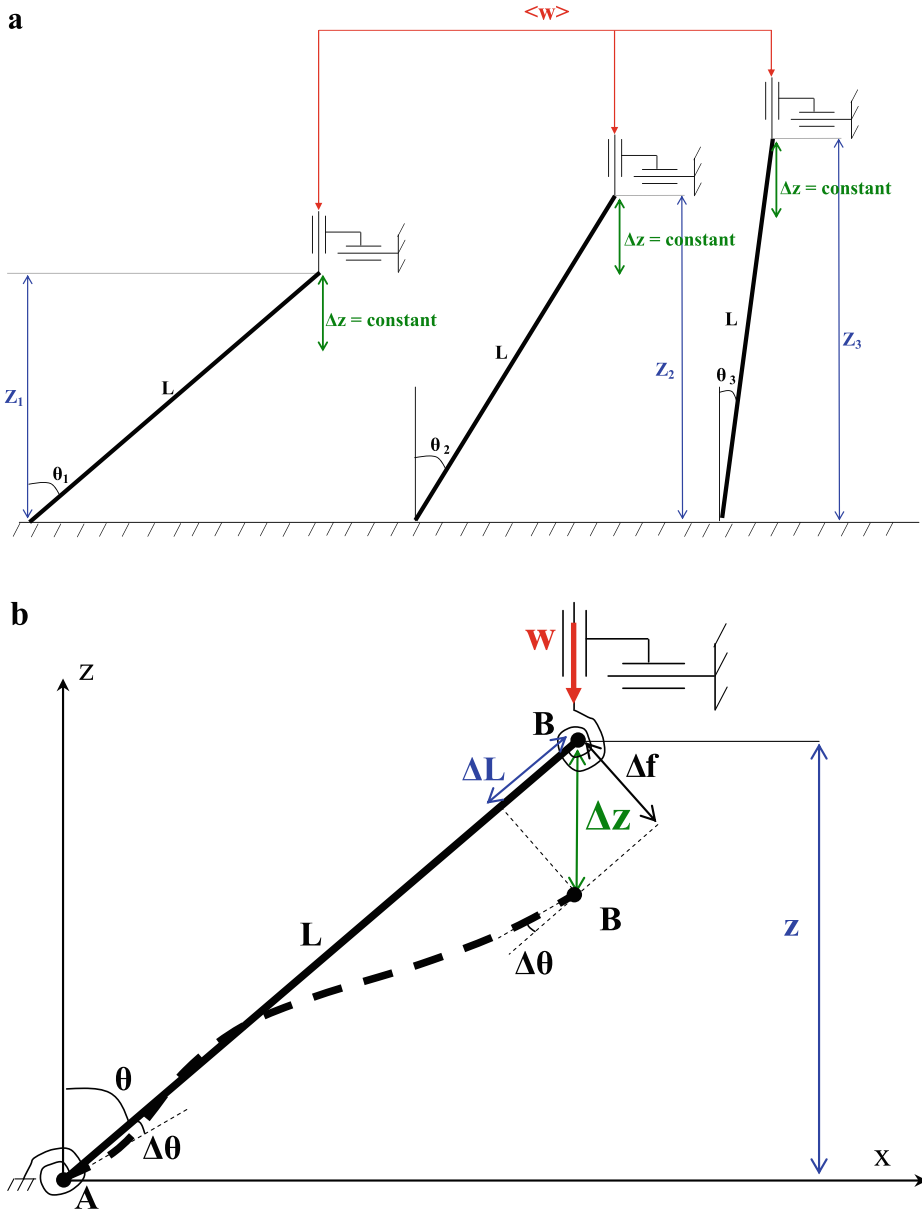 a
<w>
Δz = constant
Δz = constant
Δz = constant
L
L
L
Z₁
Z₂
Z₃
θ₁
θ₂
θ₃
b
z
w
B
ΔL
Δf
Δz
B
L
z
Δθ
θ
Δθ
A
x